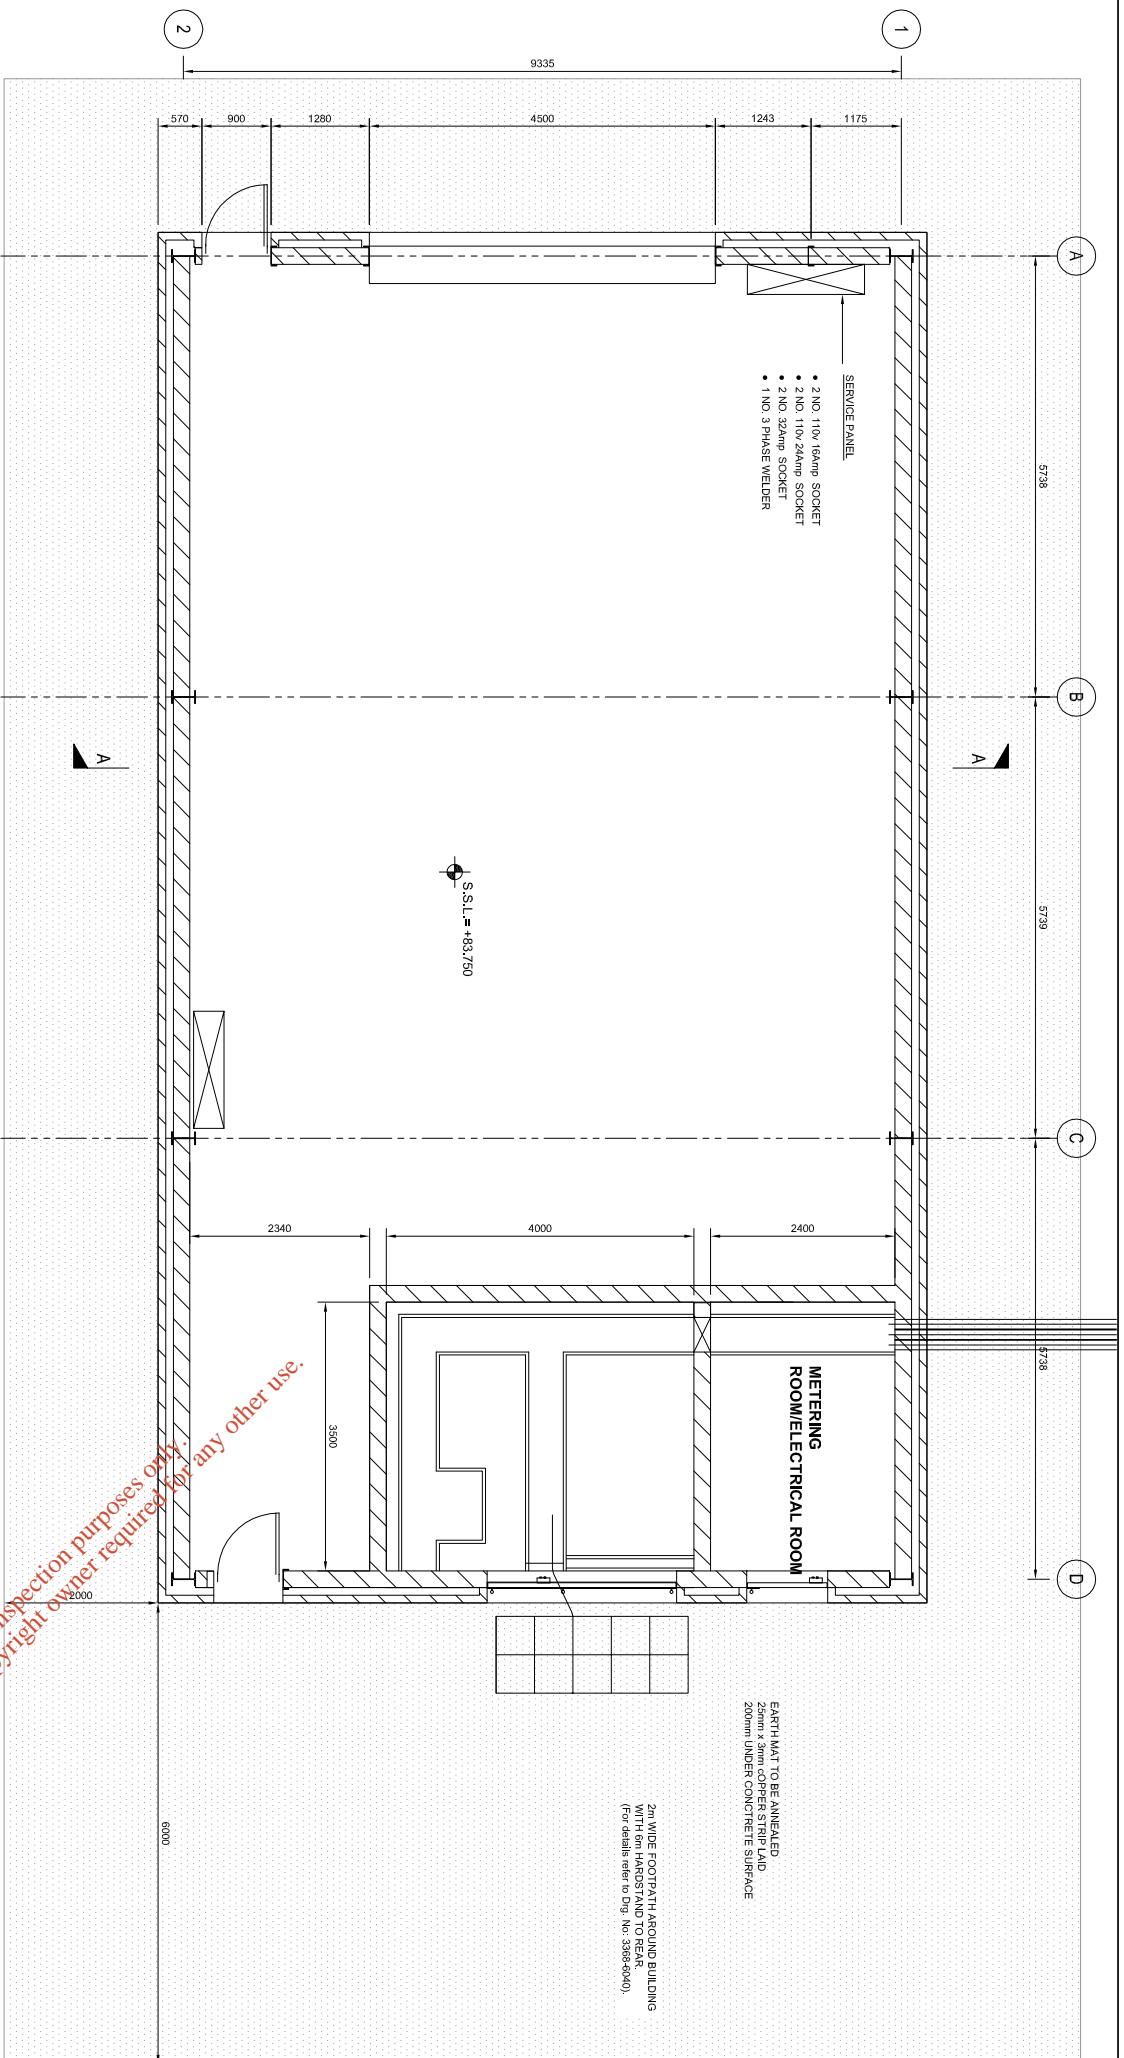 2
1
9335
570
900
1280
4500
1243
1175
A
B
C
D
5738
5739
5738
SERVICE PANEL
• 2 NO. 110v 16Amp SOCKET
• 2 NO. 110v 24Amp SOCKET
• 2 NO. 32Amp SOCKET
• 1 NO. 3 PHASE WELDER
A
A
S.S.L.= +83.750
2340
4000
2400
3500
METERING
ROOM/ELECTRICAL ROOM
2000
6000
EARTH MAT TO BE ANNEALED
25mm x 3mm cOPPER STRIP LAID
200mm UNDER CONCTRETE SURFACE
2m WIDE FOOTPATH AROUND BUILDING
WITH 6m HARDSTAND TO REAR.
(For details refer to Drg. No: 3368-6040).
nspection purposes only.
yright owner required for any other use.